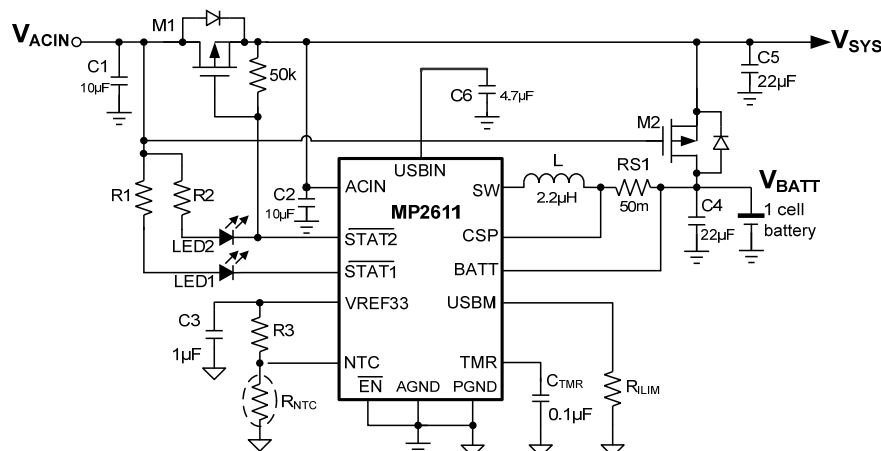 M1
VACIN
VSYS
C1
10µF
50k
C5
22µF
C6
4.7µF
M2
USBIN
L
RS1
R1
R2
C2
10µF
ACIN
SW
2.2µH
50m
VBATT
MP2611
C4
22µF
1 cell
battery
LED2
STAT2
CSP
LED1
STAT1
BATT
VREF33
USBM
C3
1µF
R3
NTC
TMR
CTMR
0.1µF
RILIM
RNTC
EN
AGND
PGND